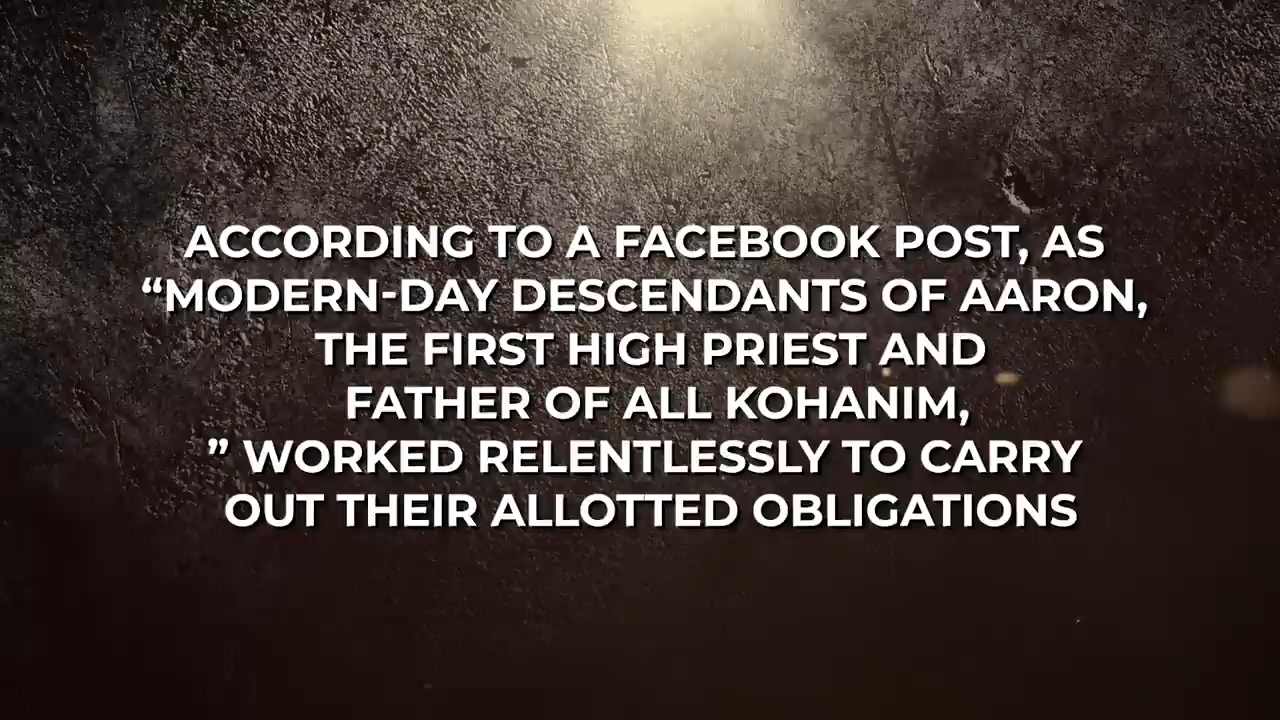 ACCORDING TO A FACEBOOK POST, AS
“MODERN-DAY DESCENDANTS OF AARON,
THE FIRST HIGH PRIEST AND
FATHER OF ALL KOHANIM,
” WORKED RELENTLESSLY TO CARRY
OUT THEIR ALLOTTED OBLIGATIONS